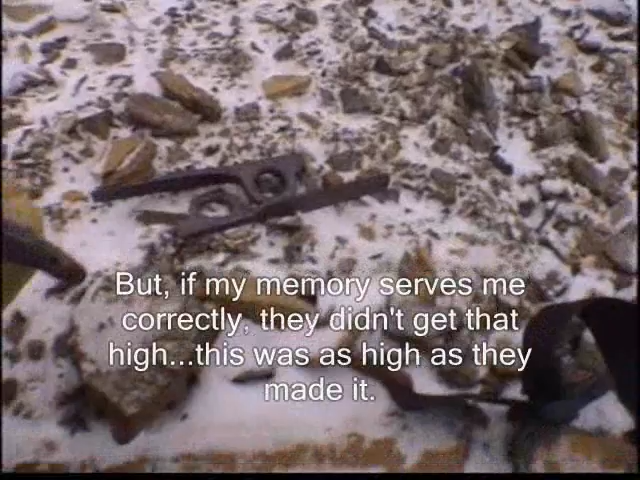 But, if my memory serves me
correctly, they didn't get that
high...this was as high as they
made it.